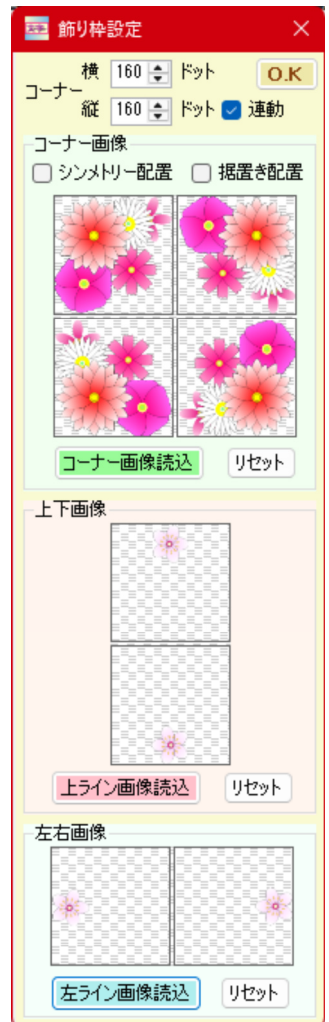 飾り枠設定
コーナー
横 160 ドット O.K
縦 160 ドット 連動
コーナー画像
シンメトリー配置 据置き配置
コーナー画像読込 リセット
上下画像
上ライン画像読込 リセット
左右画像
左ライン画像読込 リセット